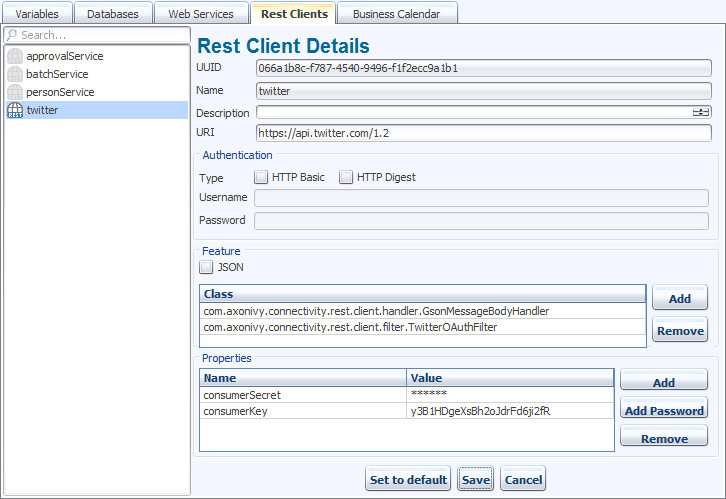 Variables Databases Web Services Rest Clients Business Calendar
Search...
approvalService
batchService
personService
REST twitter
Rest Client Details
UUID 066a1b8c-f787-4540-9496-f1f2ecc9a1b1
Name twitter
Description
URI https://api.twitter.com/1.2
Authentication
Type HTTP Basic HTTP Digest
Username
Password
Feature
JSON
Class
com.axonivy.connectivity.rest.client.handler.GsonMessageBodyHandler
com.axonivy.connectivity.rest.client.filter.TwitterOAuthFilter
Add
Remove
Properties
Name Value
consumerSecret ******
consumerKey y3B1HDgeXsBh2oJdrFd6ji2fR
Add
Add Password
Remove
Set to default Save Cancel